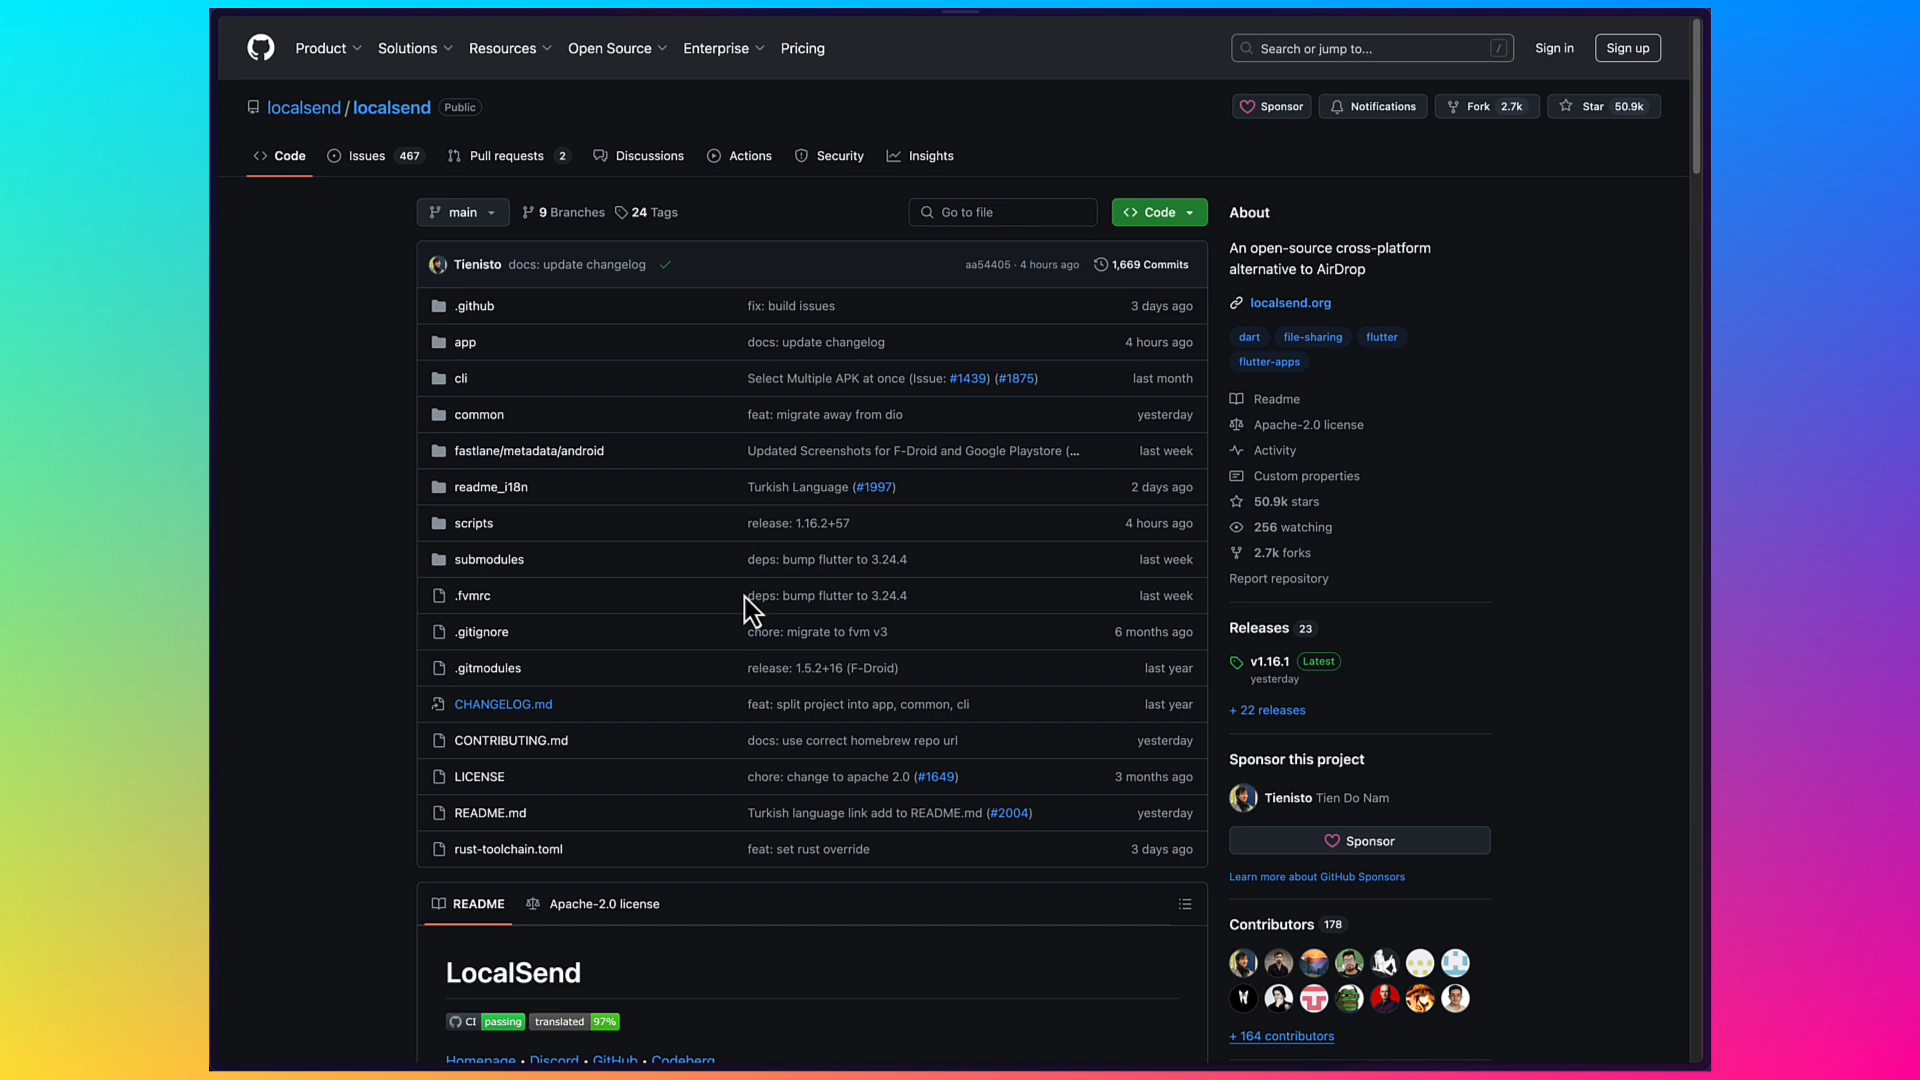 Product Solutions Resources Open Source Enterprise Pricing Search or jump to... / Sign in Sign up
localsend / localsend Public Sponsor Notifications Fork 2.7k Star 50.9k
Code Issues 467 Pull requests 2 Discussions Actions Security Insights
main 9 Branches 24 Tags Go to file Code
Tienisto docs: update changelog aa54405 · 4 hours ago 1,669 Commits
.github fix: build issues 3 days ago
app docs: update changelog 4 hours ago
cli Select Multiple APK at once (Issue: #1439) (#1875) last month
common feat: migrate away from dio yesterday
fastlane/metadata/android Updated Screenshots for F-Droid and Google Playstore (... last week
readme_i18n Turkish Language (#1997) 2 days ago
scripts release: 1.16.2+57 4 hours ago
submodules deps: bump flutter to 3.24.4 last week
.fvmrc deps: bump flutter to 3.24.4 last week
.gitignore chore: migrate to fvm v3 6 months ago
.gitmodules release: 1.5.2+16 (F-Droid) last year
CHANGELOG.md feat: split project into app, common, cli last year
CONTRIBUTING.md docs: use correct homebrew repo url yesterday
LICENSE chore: change to apache 2.0 (#1649) 3 months ago
README.md Turkish language link add to README.md (#2004) yesterday
rust-toolchain.toml feat: set rust override 3 days ago
README Apache-2.0 license
LocalSend
CI passing translated 97%
Homepage • Discord • GitHub • Codeberg
About
An open-source cross-platform
alternative to AirDrop
localsend.org
dart file-sharing flutter
flutter-apps
Readme
Apache-2.0 license
Activity
Custom properties
50.9k stars
256 watching
2.7k forks
Report repository
Releases 23
v1.16.1 Latest
yesterday
+ 22 releases
Sponsor this project
Tienisto Tien Do Nam
Sponsor
Learn more about GitHub Sponsors
Contributors 178
+ 164 contributors